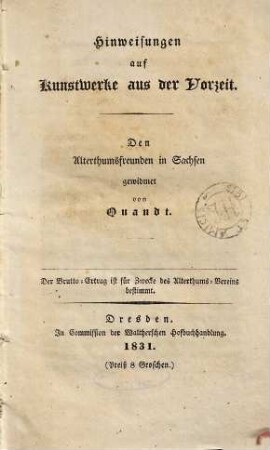 Hinweisungen
auf
Kunstwerke aus der Vorzeit.
Den
Alterthumsfreunden in Sachsen
gewidmet
von
Quandt.
Der Brutto-Ertrag ist für Zwecke des Alterthums-Vereins
bestimmt.
Dresden.
In Commission der Waltherschen Hofbuchhandlung.
1831.
(Preiß 8 Groschen.)